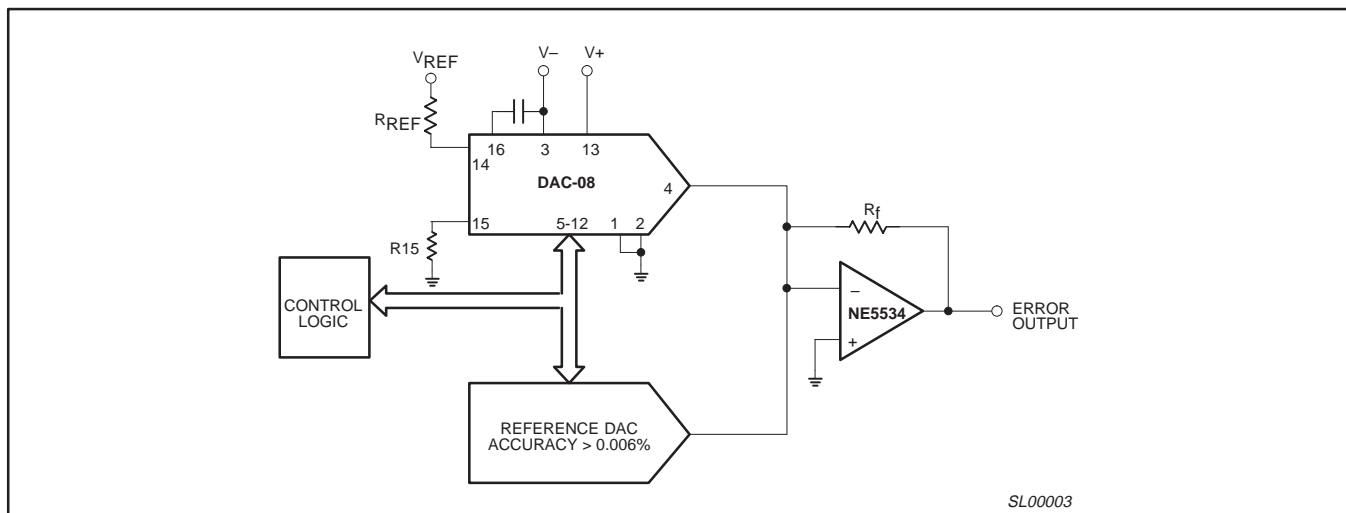 V– V+
VREF
RREF
16 3 13
14
DAC-08
4
Rf
15 5-12 1 2
R15
CONTROL
LOGIC
–
NE5534
+
ERROR
OUTPUT
REFERENCE DAC
ACCURACY > 0.006%
SL00003